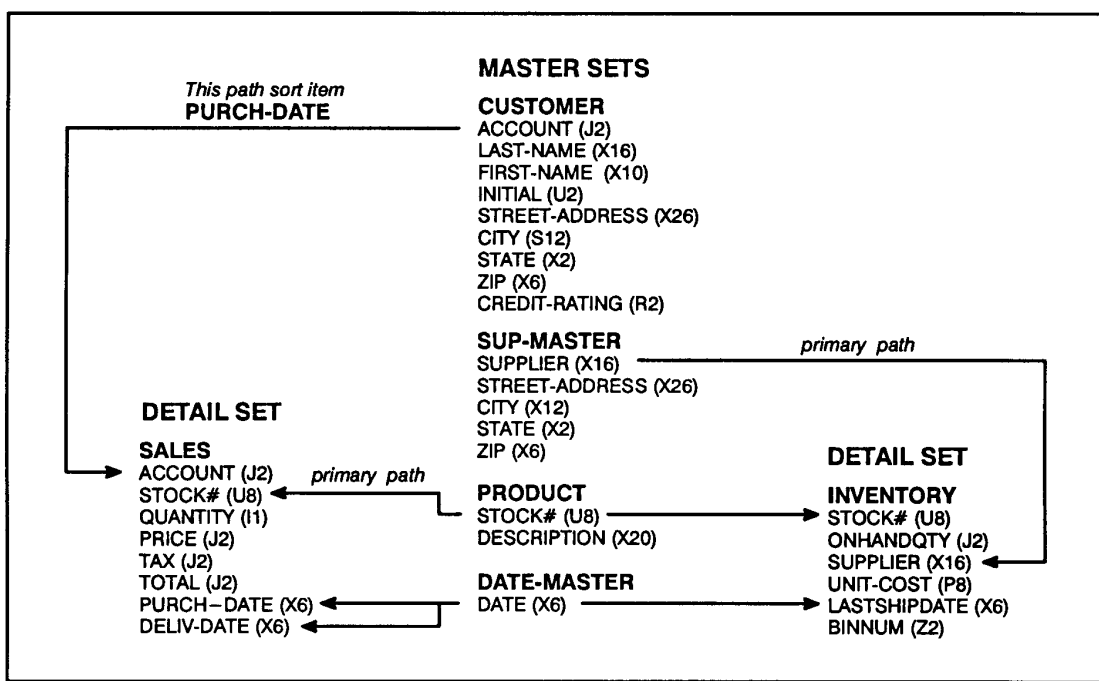 MASTER SETS
This path sort item
PURCH-DATE
CUSTOMER
ACCOUNT (J2)
LAST-NAME (X16)
FIRST-NAME (X10)
INITIAL (U2)
STREET-ADDRESS (X26)
CITY (S12)
STATE (X2)
ZIP (X6)
CREDIT-RATING (R2)
SUP-MASTER
SUPPLIER (X16)
STREET-ADDRESS (X26)
CITY (X12)
STATE (X2)
ZIP (X6)
primary path
DETAIL SET
SALES
ACCOUNT (J2)
STOCK# (U8)
QUANTITY (I1)
PRICE (J2)
TAX (J2)
TOTAL (J2)
PURCH-DATE (X6)
DELIV-DATE (X6)
primary path
PRODUCT
STOCK# (U8)
DESCRIPTION (X20)
DATE-MASTER
DATE (X6)
DETAIL SET
INVENTORY
STOCK# (U8)
ONHANDQTY (J2)
SUPPLIER (X16)
UNIT-COST (P8)
LASTSHIPDATE (X6)
BINNUM (Z2)